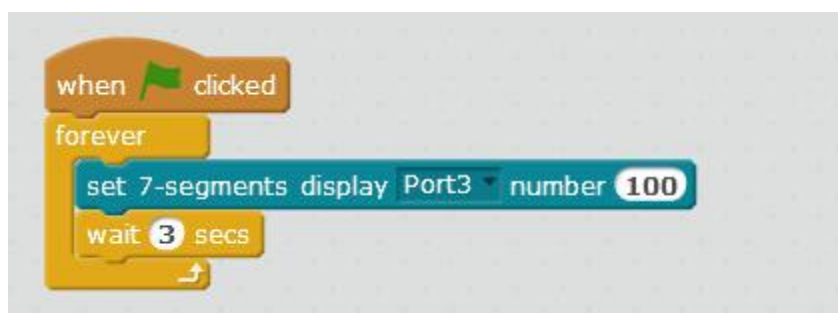 when clicked
forever
set 7-segments display Port3 number 100
wait 3 secs